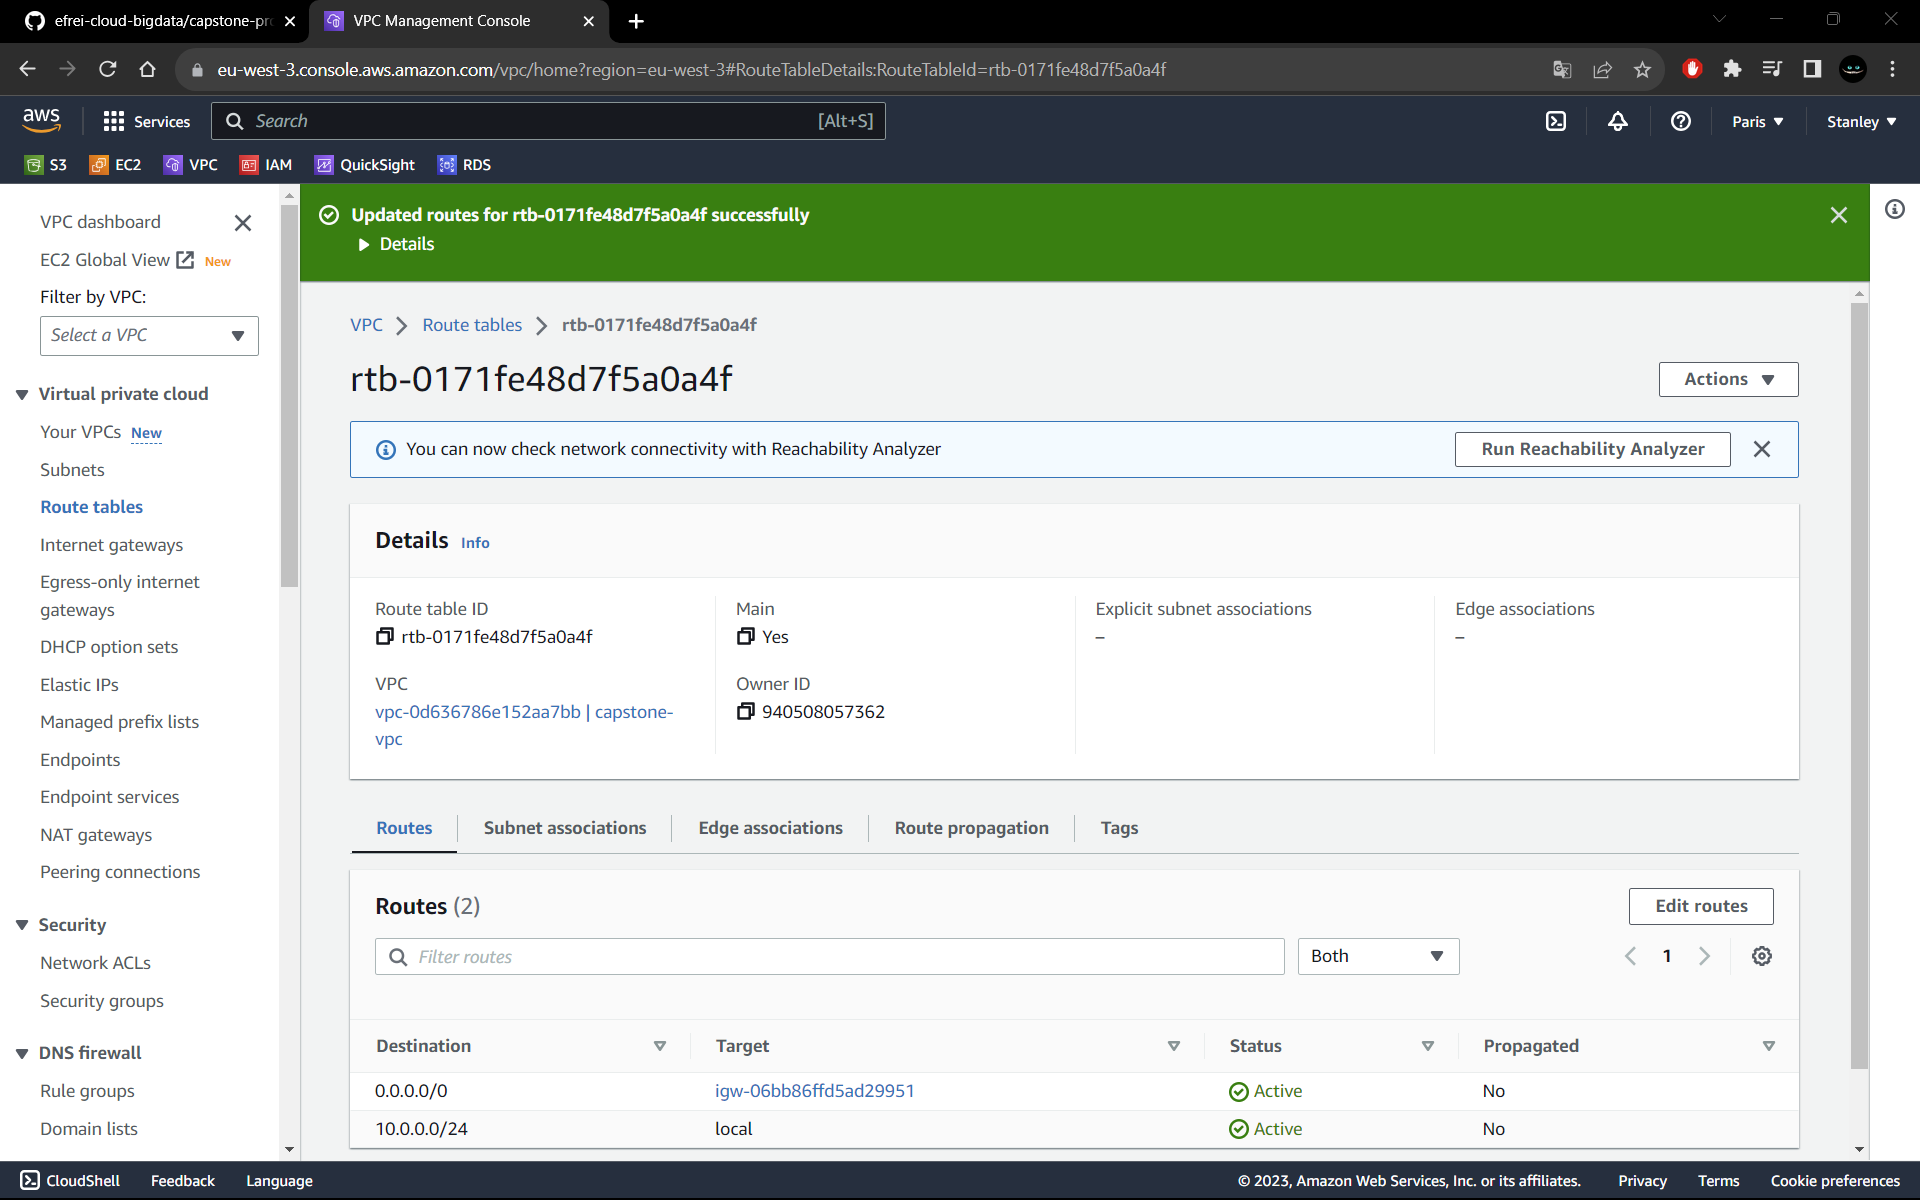 efrei-cloud-bigdata/capstone-pro
VPC Management Console
eu-west-3.console.aws.amazon.com/vpc/home?region=eu-west-3#RouteTableDetails:RouteTableId=rtb-0171fe48d7f5a0a4f
aws
Services
Search
[Alt+S]
Paris
Stanley
S3
EC2
VPC
IAM
QuickSight
RDS
VPC dashboard
EC2 Global View New
Filter by VPC:
Select a VPC
Virtual private cloud
Your VPCs New
Subnets
Route tables
Internet gateways
Egress-only internet
gateways
DHCP option sets
Elastic IPs
Managed prefix lists
Endpoints
Endpoint services
NAT gateways
Peering connections
Security
Network ACLs
Security groups
DNS firewall
Rule groups
Domain lists
Updated routes for rtb-0171fe48d7f5a0a4f successfully
Details
VPC
Route tables
rtb-0171fe48d7f5a0a4f
rtb-0171fe48d7f5a0a4f
Actions
You can now check network connectivity with Reachability Analyzer
Run Reachability Analyzer
Details Info
Route table ID
rtb-0171fe48d7f5a0a4f
Main
Yes
Explicit subnet associations
–
Edge associations
–
VPC
vpc-0d636786e152aa7bb | capstone-
vpc
Owner ID
940508057362
Routes
Subnet associations
Edge associations
Route propagation
Tags
Routes (2)
Edit routes
Filter routes
Both
1
Destination Target Status Propagated
0.0.0.0/0 igw-06bb86ffd5ad29951 Active No
10.0.0.0/24 local Active No
CloudShell
Feedback
Language
© 2023, Amazon Web Services, Inc. or its affiliates.
Privacy
Terms
Cookie preferences